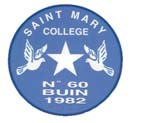 SAINT MARY
COLLEGE
N° 60
BUIN
1982